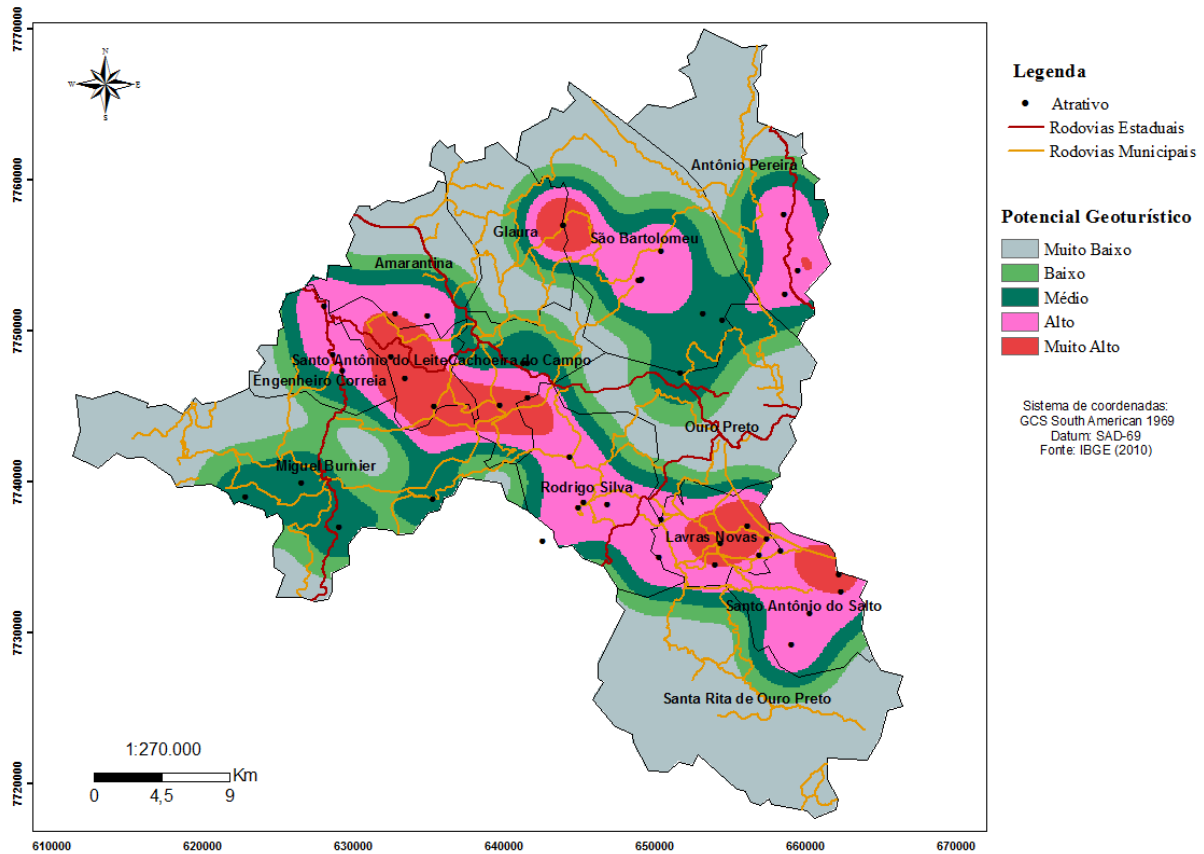 7770000
7760000
7750000
7740000
7730000
7720000
N
W
E
S
Antônio Pereira
Glaura
São Bartolomeu
Amarantina
Santo Antônio do Leite
Cachoeira do Campo
Engenheiro Correia
Ouro Preto
Miguel Burnier
Rodrigo Silva
Lavras Novas
Santo Antônio do Salto
Santa Rita de Ouro Preto
1:270.000
Km
0 4,5 9
610000 620000 630000 640000 650000 660000 670000
Legenda
Atrativo
Rodovias Estaduais
Rodovias Municipais
Potencial Geoturístico
Muito Baixo
Baixo
Médio
Alto
Muito Alto
Sistema de coordenadas:
GCS South American 1969
Datum: SAD-69
Fonte: IBGE (2010)